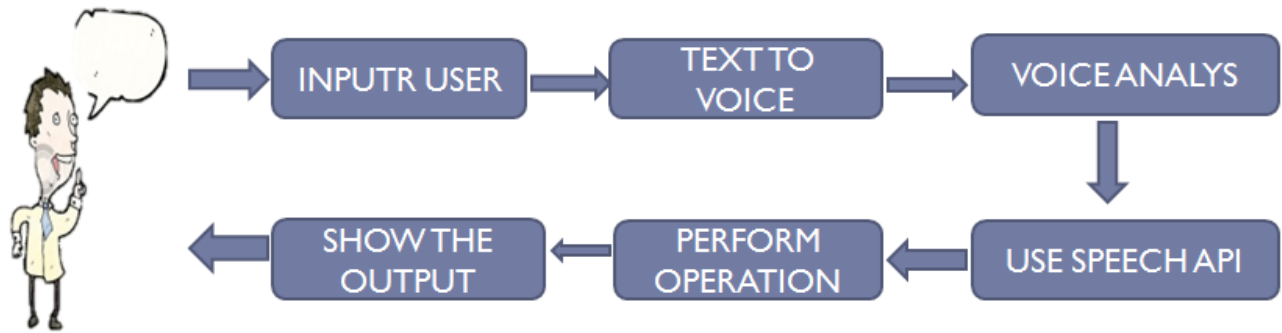 INPUTR USER
TEXT TO
VOICE
VOICE ANALYS
USE SPEECH API
PERFORM
OPERATION
SHOW THE
OUTPUT